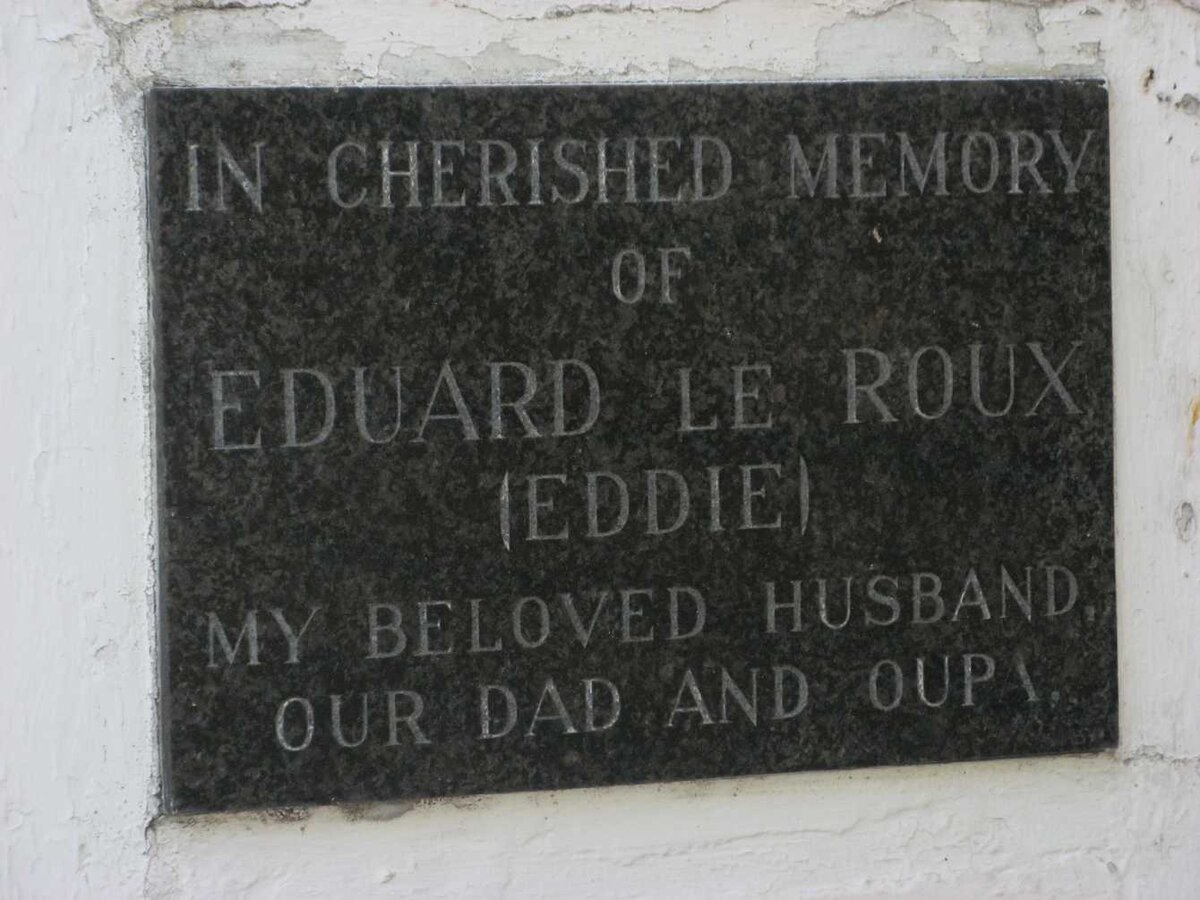 IN CHERISHED MEMORY
OF
EDUARD LE ROUX
(EDDIE)
MY BELOVED HUSBAND,
OUR DAD AND OUPA.